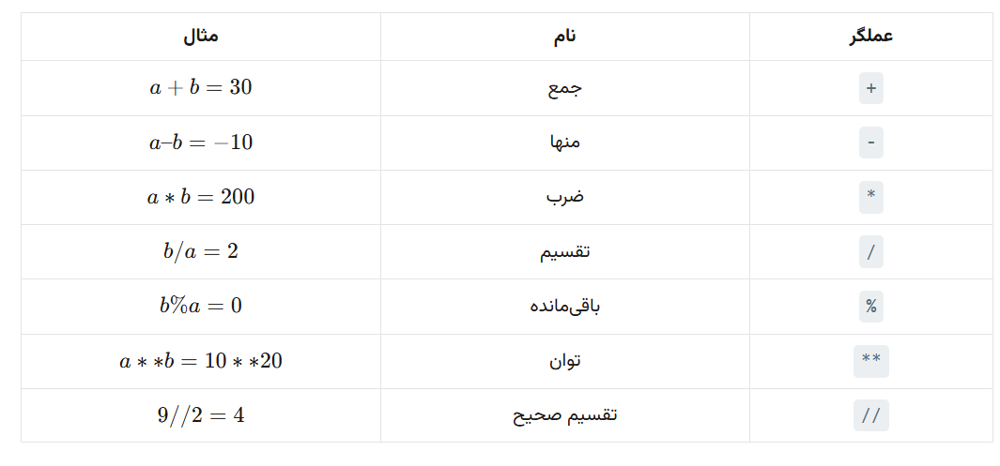 عملگر نام مثال
+ جمع a + b = 30
- منها a–b = −10
* ضرب a ∗ b = 200
/ تقسیم b/a = 2
% باقی‌مانده b%a = 0
** توان a ∗ ∗b = 10 ∗ ∗20
// تقسیم صحیح 9//2 = 4